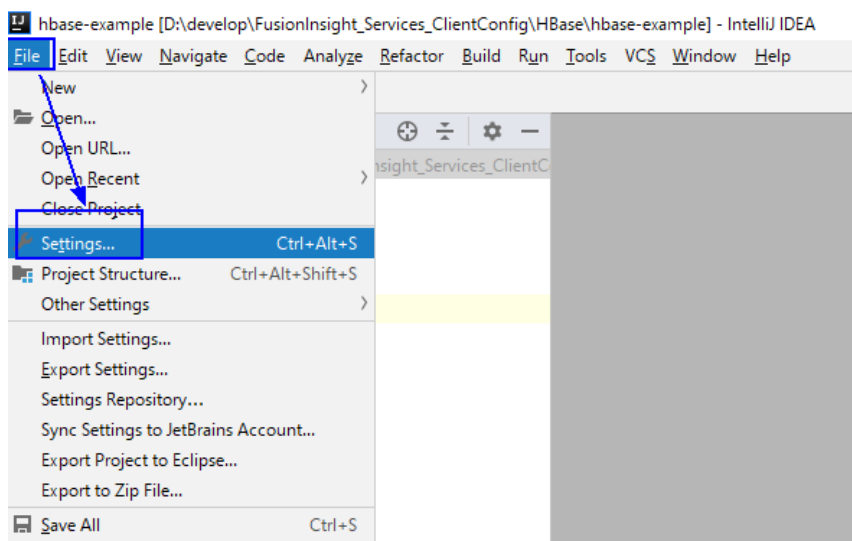 hbase-example [D:\develop\FusionInsight_Services_ClientConfig\HBase\hbase-example] - IntelliJ IDEA
File Edit View Navigate Code Analyze Refactor Build Run Tools VCS Window Help
New
Open...
Open URL...
Open Recent
Close Project
Settings... Ctrl+Alt+S
Project Structure... Ctrl+Alt+Shift+S
Other Settings
Import Settings...
Export Settings...
Settings Repository...
Sync Settings to JetBrains Account...
Export Project to Eclipse...
Export to Zip File...
Save All Ctrl+S
nsight_Services_ClientC